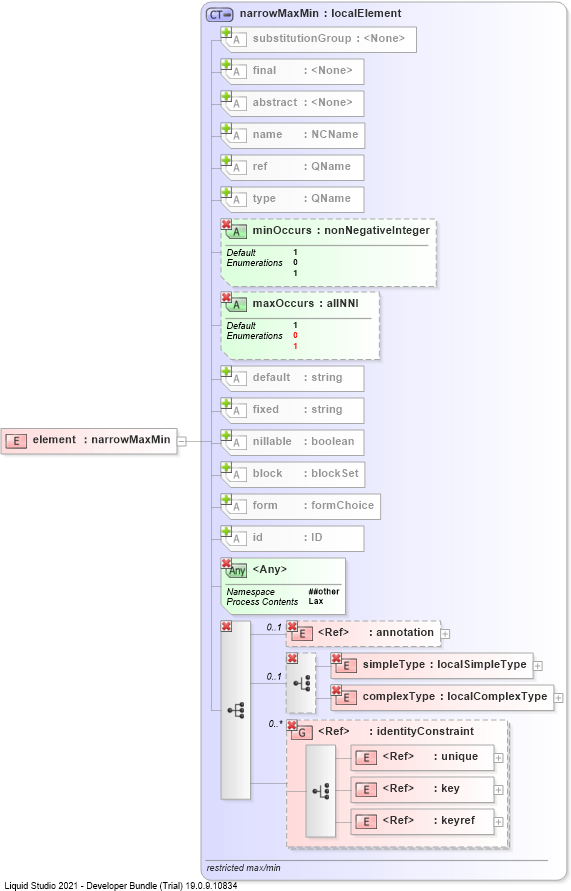 CT narrowMaxMin : localElement
A substitutionGroup : <None>
A final : <None>
A abstract : <None>
A name : NCName
A ref : QName
A type : QName
A minOccurs : nonNegativeInteger
Default 1
Enumerations 0
1
A maxOccurs : allNNI
Default 1
Enumerations 0
1
A default : string
A fixed : string
E element : narrowMaxMin
A nillable : boolean
A block : blockSet
A form : formChoice
A id : ID
Any <Any>
Namespace ##other
Process Contents Lax
0..1 E <Ref> : annotation
0..1 E simpleType : localSimpleType
E complexType : localComplexType
0..* G <Ref> : identityConstraint
E <Ref> : unique
E <Ref> : key
E <Ref> : keyref
restricted max/min
Liquid Studio 2021 - Developer Bundle (Trial) 19.0.9.10834